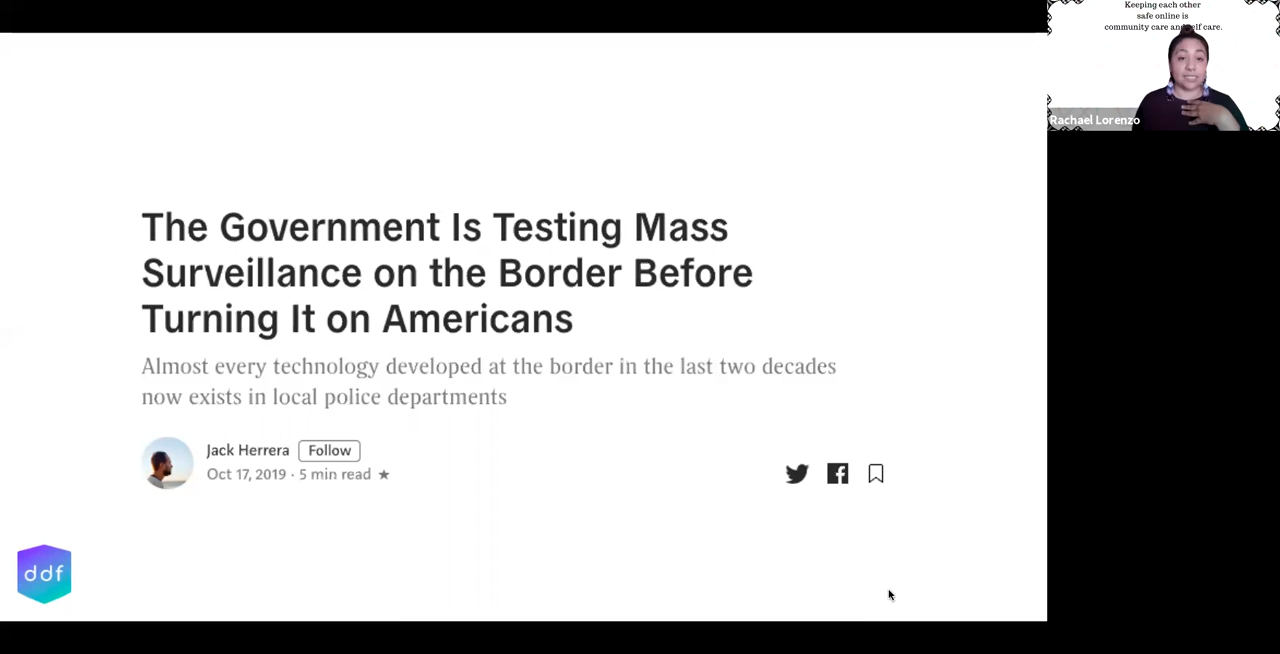 Keeping each other
safe online is
community care and self care.
Rachael Lorenzo
The Government Is Testing Mass
Surveillance on the Border Before
Turning It on Americans
Almost every technology developed at the border in the last two decades
now exists in local police departments
Jack Herrera Follow
Oct 17, 2019 · 5 min read ★
ddf